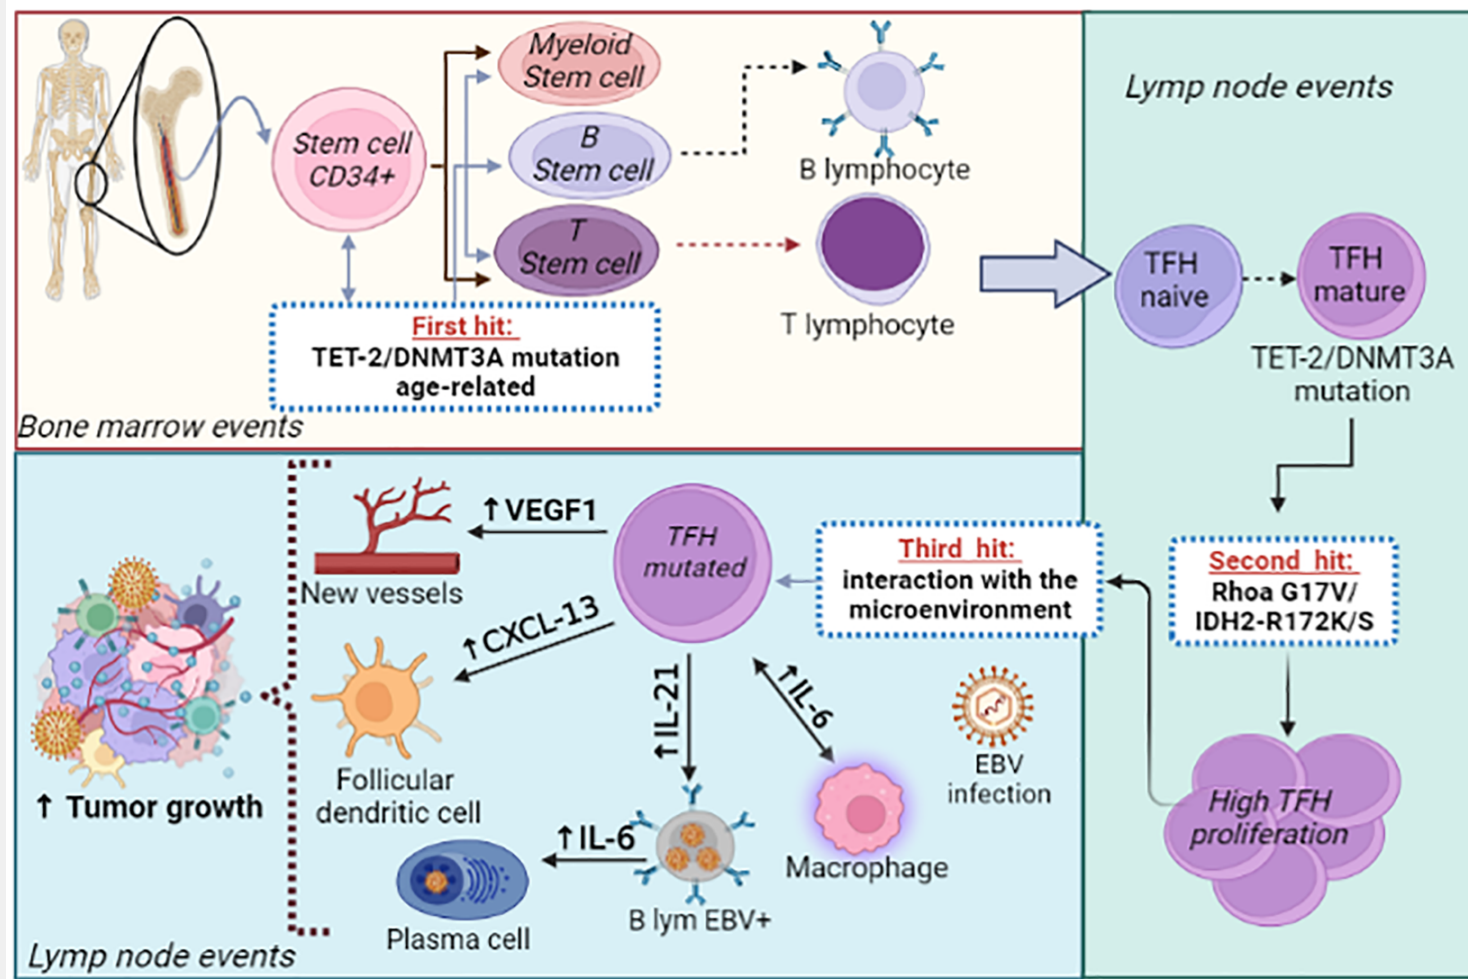 Myeloid
Stem cell
Stem cell
CD34+
B
Stem cell
T
Stem cell
B lymphocyte
T lymphocyte
First hit:
TET-2/DNMT3A mutation
age-related
Bone marrow events
Lymp node events
TFH
naive
TFH
mature
TET-2/DNMT3A
mutation
Second hit:
Rhoa G17V/
IDH2-R172K/S
High TFH
proliferation
Third hit:
interaction with the
microenvironment
TFH
mutated
↑VEGF1
New vessels
↑CXCL-13
Follicular
dendritic cell
↑IL-21
↑IL-6
EBV
infection
Macrophage
B lym EBV+
↑IL-6
Plasma cell
↑ Tumor growth
Lymp node events